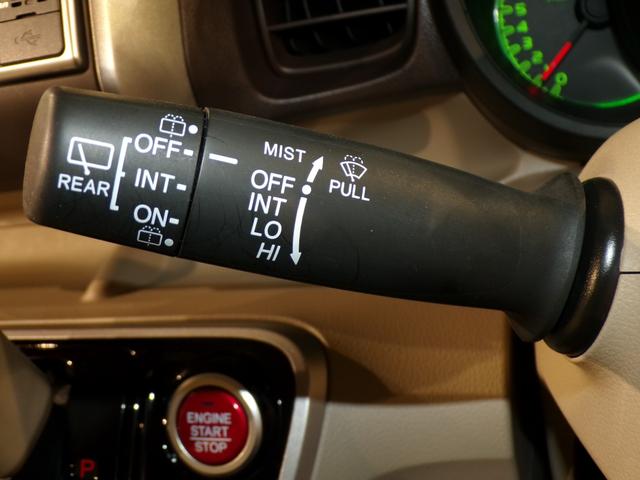 REAR
OFF
INT
ON
MIST
OFF
INT
LO
HI
PULL
ENGINE
START
STOP
P